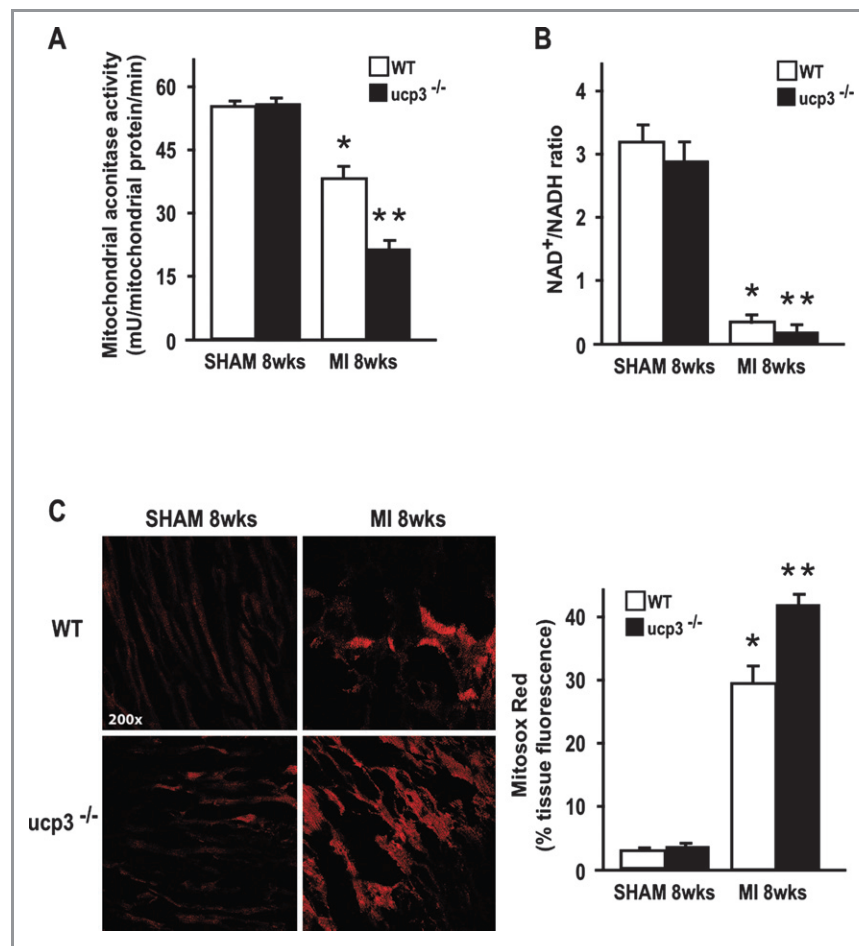 A
Mitochondrial aconitase activity
(mU/mitochondrial protein/min)
60
45
30
15
0
WT
ucp3 -/-
*
**
SHAM 8wks
MI 8wks
B
NAD+/NADH ratio
4
3
2
1
0
WT
ucp3 -/-
*
**
SHAM 8wks
MI 8wks
C
SHAM 8wks
MI 8wks
WT
200x
ucp3 -/-
Mitosox Red
(% tissue fluorescence)
40
30
20
10
0
WT
ucp3 -/-
*
**
SHAM 8wks
MI 8wks